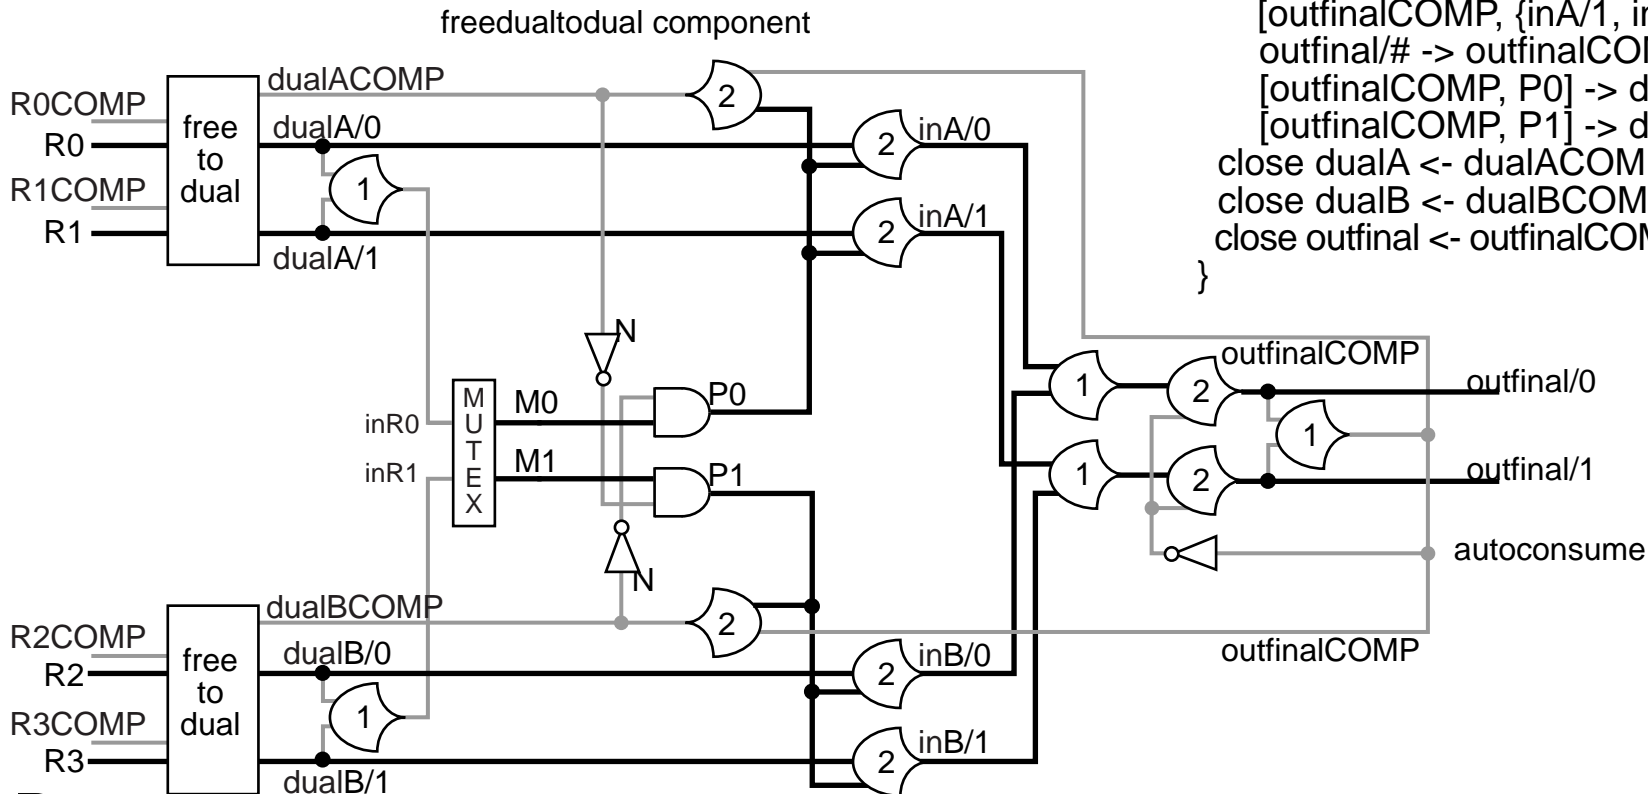 freedualtodual component
[outfinalCOMP, {inA/1, in
outfinal/# -> outfinalCO
[outfinalCOMP, P0] -> d
[outfinalCOMP, P1] -> d
close dualA <- dualACOM
close dualB <- dualBCOM
close outfinal <- outfinalCO
}
R0COMP
R0
R1COMP
R1
free
to
dual
dualACOMP
dualA/0
dualA/1
1
2
2
2
inA/0
inA/1
N
MUTEX
inR0
inR1
M0
M1
P0
P1
N
1
1
2
2
1
outfinalCOMP
outfinal/0
outfinal/1
autoconsume
outfinalCOMP
R2COMP
R2
R3COMP
R3
free
to
dual
dualBCOMP
dualB/0
dualB/1
1
2
2
2
inB/0
inB/1